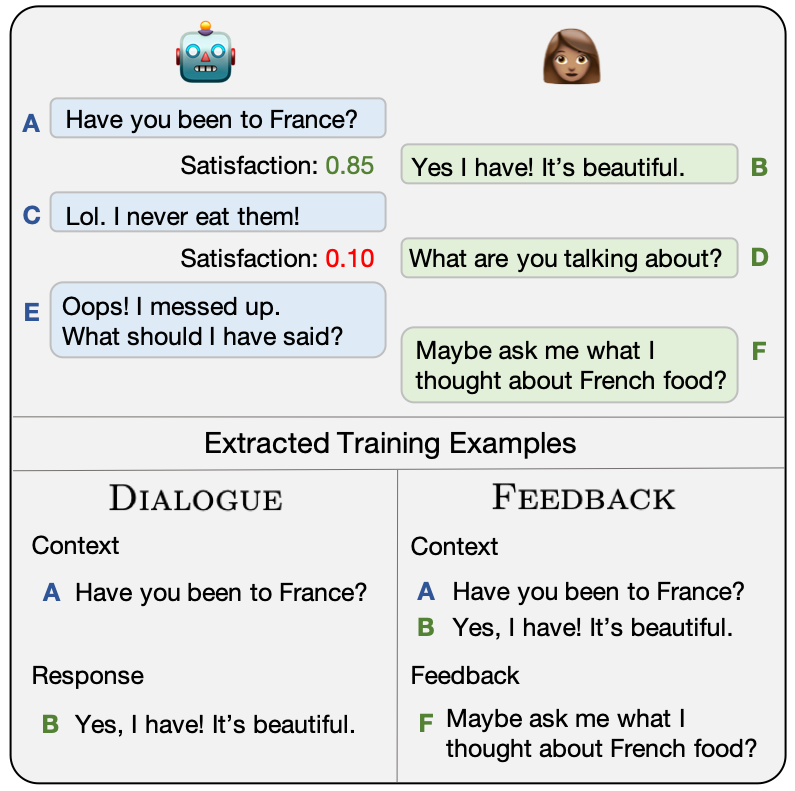 A Have you been to France?
Satisfaction: 0.85
Yes I have! It's beautiful. B
C Lol. I never eat them!
Satisfaction: 0.10
What are you talking about? D
E Oops! I messed up.
What should I have said?
Maybe ask me what I F
thought about French food?
Extracted Training Examples
DIALOGUE
Context
A Have you been to France?
Response
B Yes, I have! It's beautiful.
FEEDBACK
Context
A Have you been to France?
B Yes, I have! It's beautiful.
Feedback
F Maybe ask me what I
thought about French food?